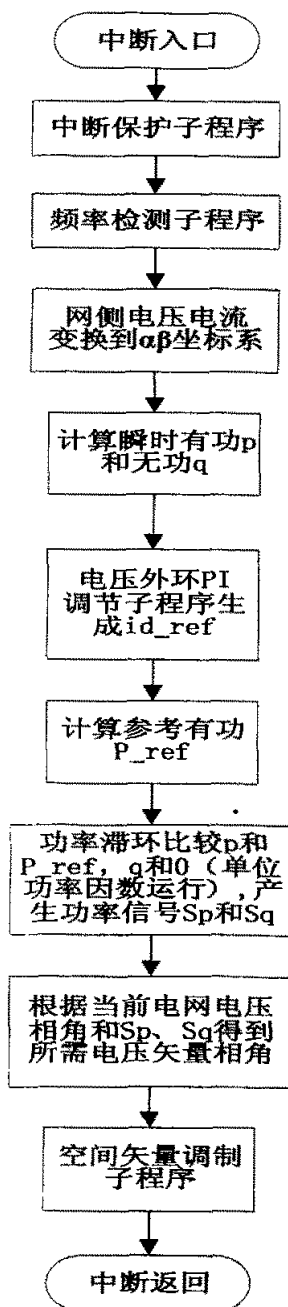 中断入口
中断保护子程序
频率检测子程序
网侧电压电流
变换到αβ坐标系
计算瞬时有功p
和无功q
电压外环PI
调节子程序生
成id_ref
计算参考有功
P_ref
功率滞环比较p和
P_ref, q和0（单位
功率因数运行）,产
生功率信号Sp和Sq
根据当前电网电压
相角和Sp、Sq得到
所需电压矢量相角
空间矢量调制
子程序
中断返回